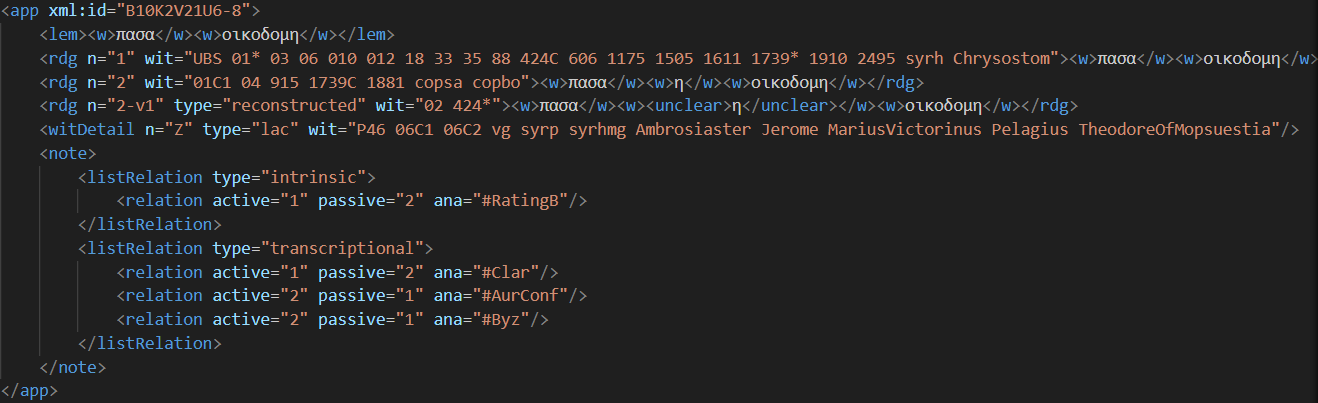 <app xml:id="B10K2V21U6-8">
<lem><w>πασα</w><w>οικοδομη</w></lem>
<rdg n="1" wit="UBS 01* 03 06 010 012 18 33 35 88 424C 606 1175 1505 1611 1739* 1910 2495 syrh Chrysostom"><w>πασα</w><w>οικοδομη</w>
<rdg n="2" wit="01C1 04 915 1739C 1881 copsa copbo"><w>πασα</w><w>η</w><w>οικοδομη</w></rdg>
<rdg n="2-v1" type="reconstructed" wit="02 424*"><w>πασα</w><w><unclear>η</unclear></w><w>οικοδομη</w></rdg>
<witDetail n="Z" type="lac" wit="P46 06C1 06C2 vg syrp syrhmg Ambrosiaster Jerome MariusVictorinus Pelagius TheodoreOfMopsuestia"/>
<note>
<listRelation type="intrinsic">
<relation active="1" passive="2" ana="#RatingB"/>
</listRelation>
<listRelation type="transcriptional">
<relation active="1" passive="2" ana="#Clar"/>
<relation active="2" passive="1" ana="#AurConf"/>
<relation active="2" passive="1" ana="#Byz"/>
</listRelation>
</note>
</app>